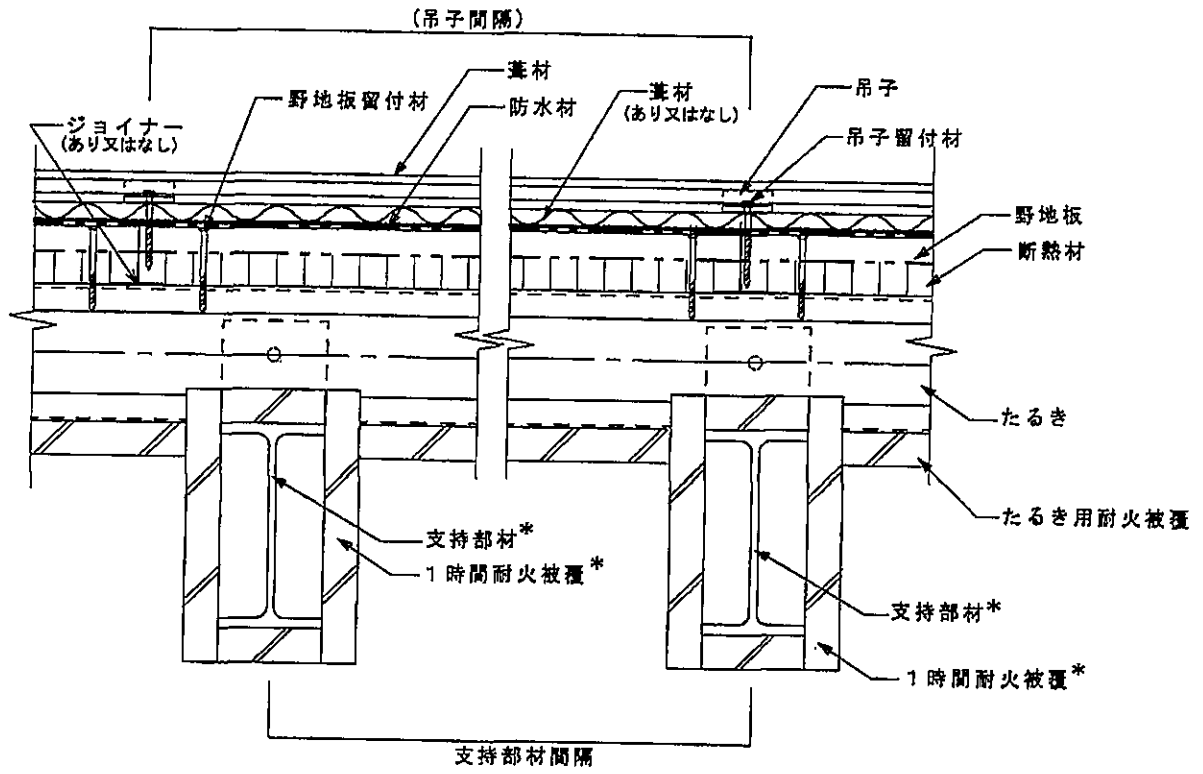 (吊子間隔)
葺材
野地板留付材
防水材
葺材
(あり又はなし)
吊子
ジョイナー
(あり又はなし)
吊子留付材
野地板
断熱材
たるき
たるき用耐火被覆
支持部材*
1時間耐火被覆*
支持部材*
1時間耐火被覆*
支持部材間隔